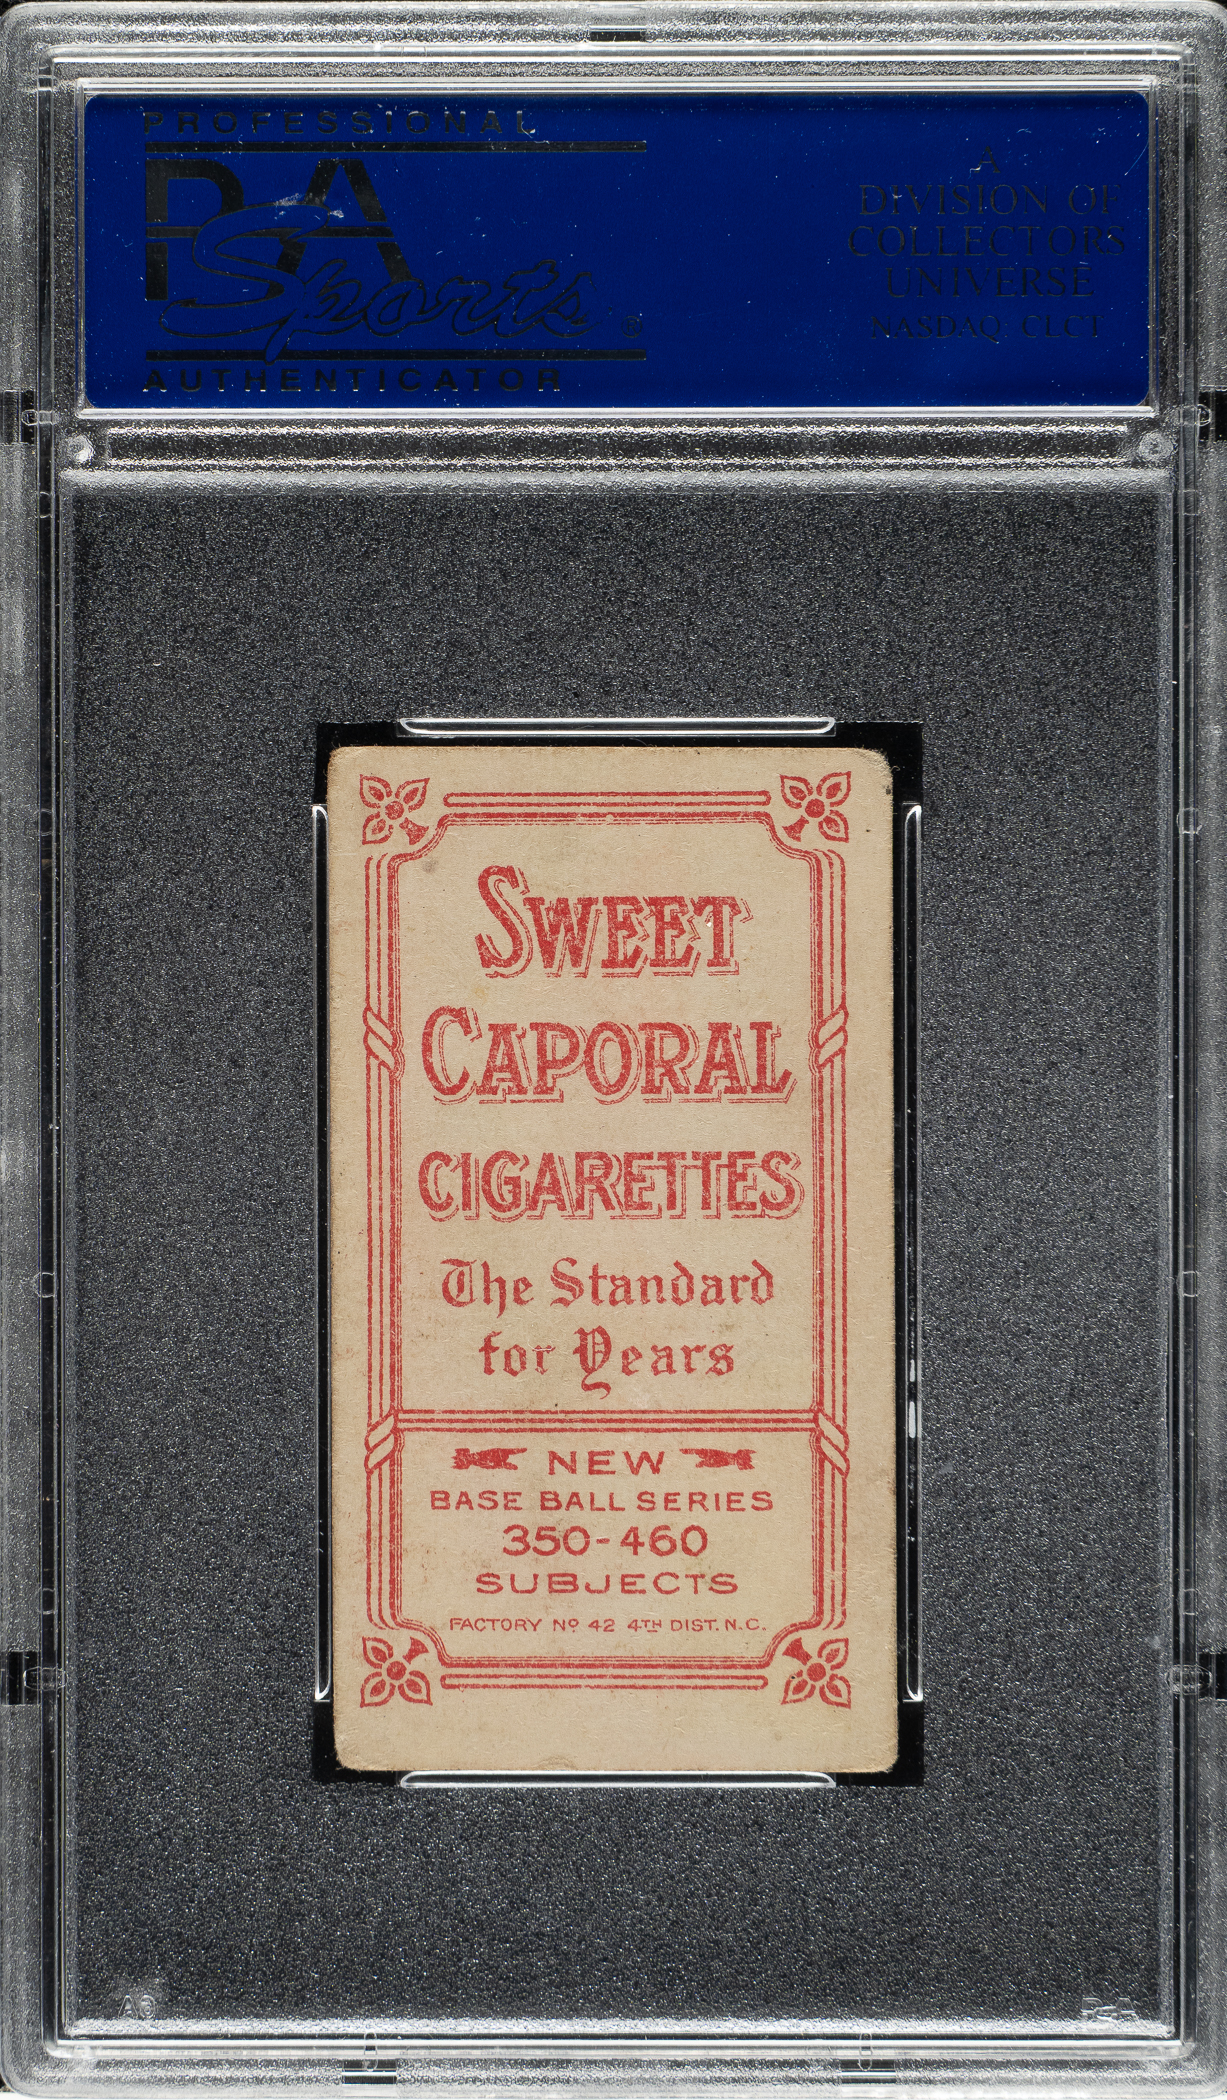 PROFESSIONAL
PSA
Sports ®
AUTHENTICATOR
A
DIVISION OF
COLLECTORS
UNIVERSE
NASDAQ CLCT
SWEET
CAPORAL
CIGARETTES
The Standard
for Years
NEW
BASE BALL SERIES
350-460
SUBJECTS
FACTORY Nº 42 4TH DIST. N.C.
PSA